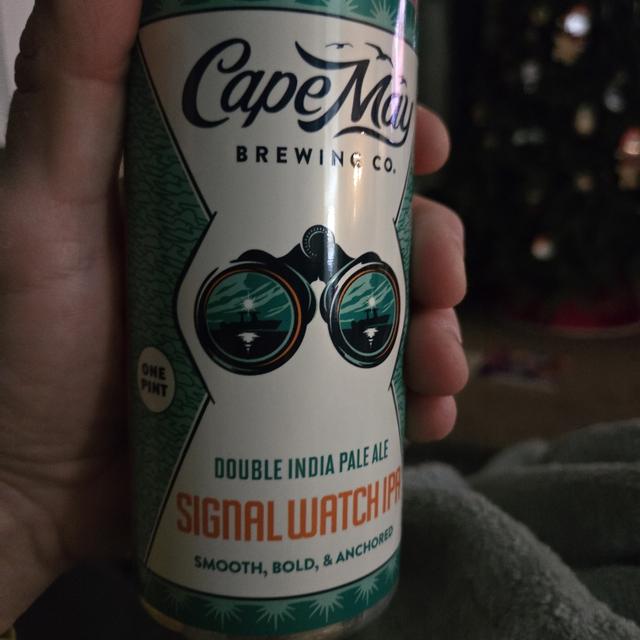 Cape May
BREWING CO.
ONE
PINT
DOUBLE INDIA PALE ALE
SIGNAL WATCH IPA
SMOOTH, BOLD, & ANCHORED